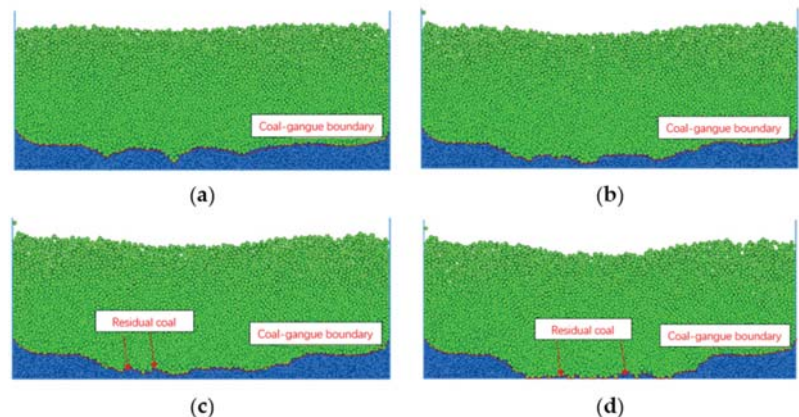 Coal-gangue boundary
Coal-gangue boundary
(a)
(b)
Residual coal
Coal-gangue boundary
Residual coal
Coal-gangue boundary
(c)
(d)